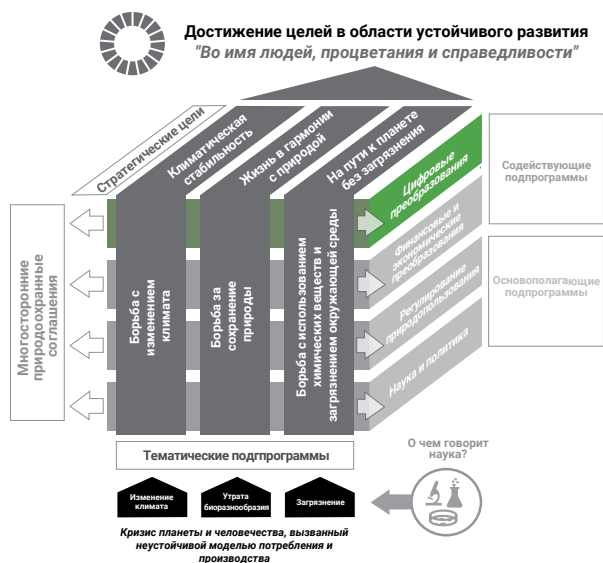 Достижение целей в области устойчивого развития
"Во имя людей, процветания и справедливости"
Стратегические цели
Климатическая
стабильность
Жизнь в гармонии
с природой
На пути к планете
без загрязнения
Цифровые
преобразования
Финансовые и
экономические
преобразования
Регулирование
природопользования
Наука и политика
Содействующие
подпрограммы
Основополагающие
подпрограммы
Многосторонние
природоохранные
соглашения
Борьба с
изменением
климата
Борьба за
сохранение
природы
Борьба с использованием
химических веществ и
загрязнением окружающей среды
Тематические подгпрограммы
О чем говорит
наука?
Изменение
климата
Утрата
биоразнообразия
Загрязнение
Кризис планеты и человечества, вызванный
неустойчивой моделью потребления и
производства